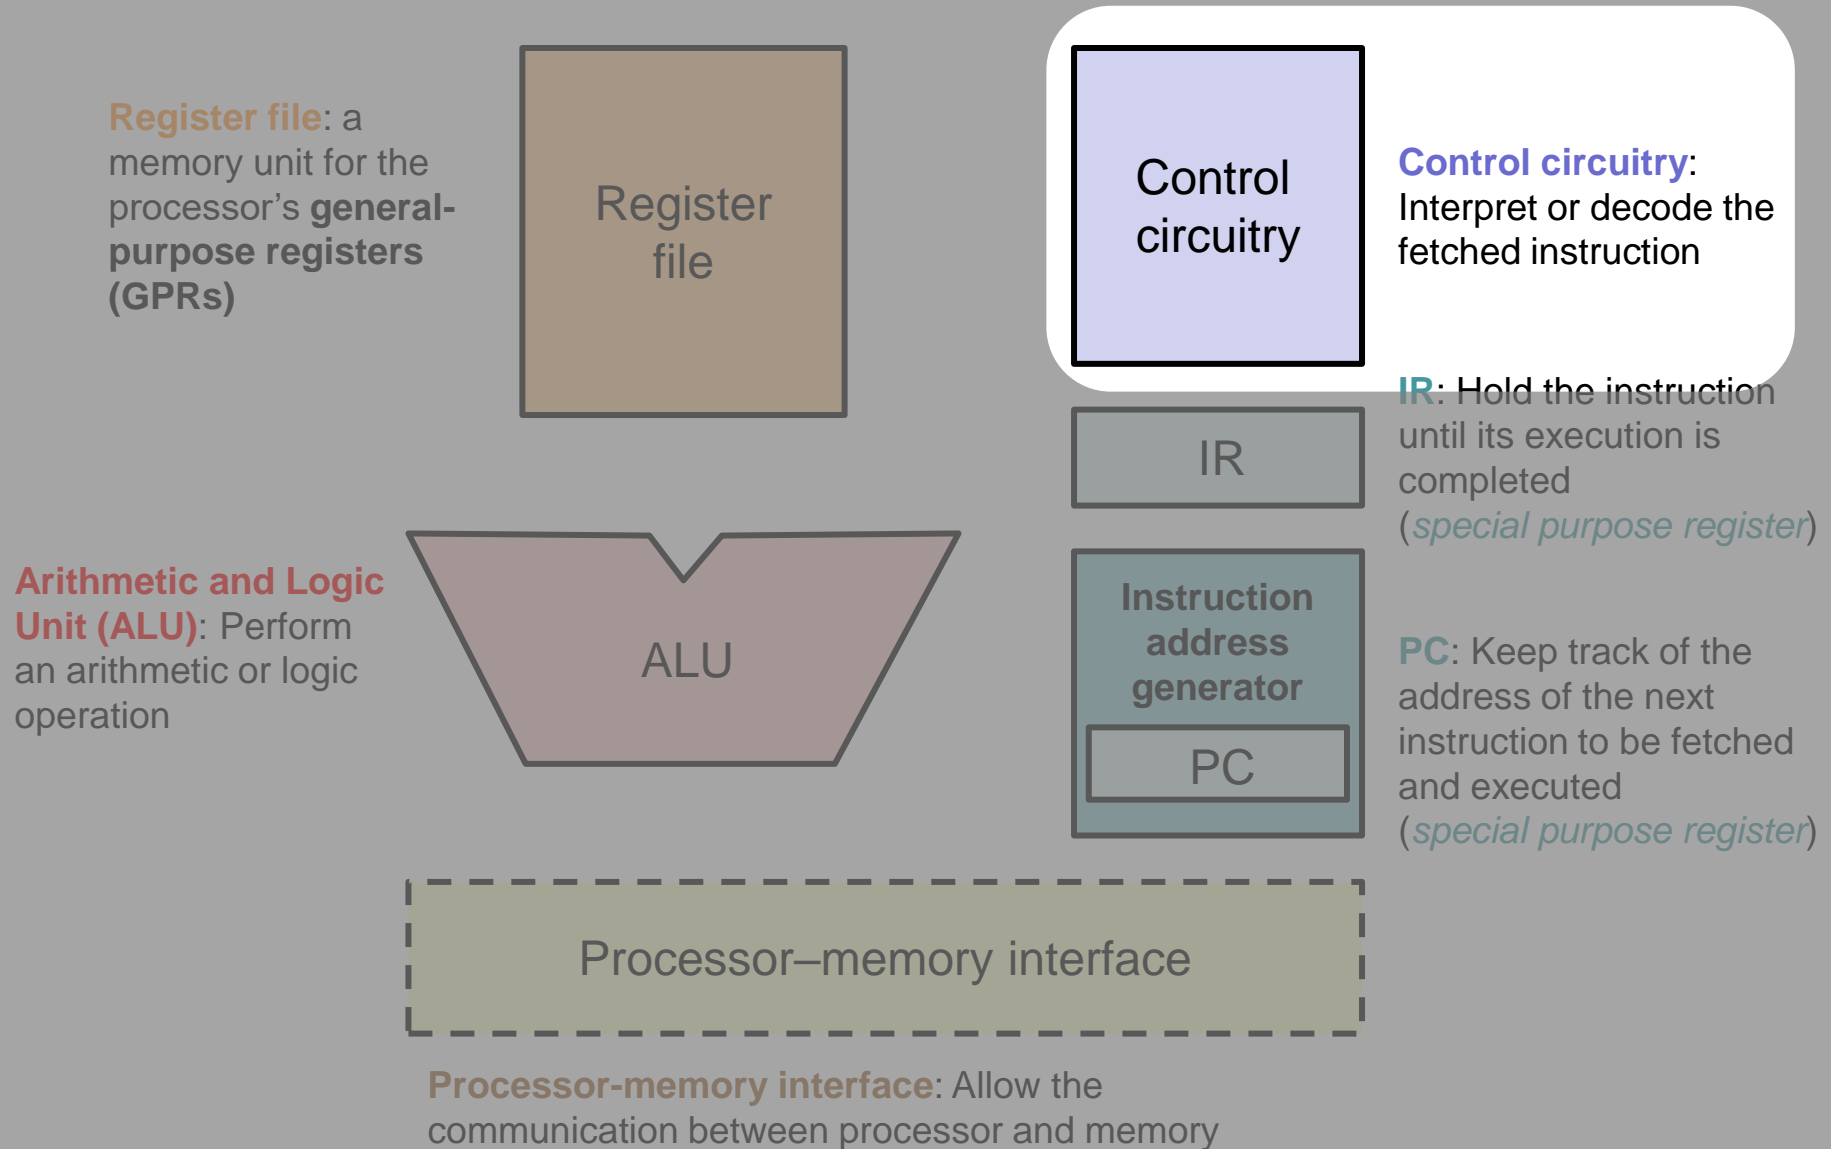 Register file: a
memory unit for the
processor’s general-
purpose registers
(GPRs)
Register
file
Control
circuitry
Control circuitry:
Interpret or decode the
fetched instruction
IR
IR: Hold the instruction
until its execution is
completed
(special purpose register)
Arithmetic and Logic
Unit (ALU): Perform
an arithmetic or logic
operation
ALU
Instruction
address
generator
PC
PC: Keep track of the
address of the next
instruction to be fetched
and executed
(special purpose register)
Processor–memory interface
Processor-memory interface: Allow the
communication between processor and memory